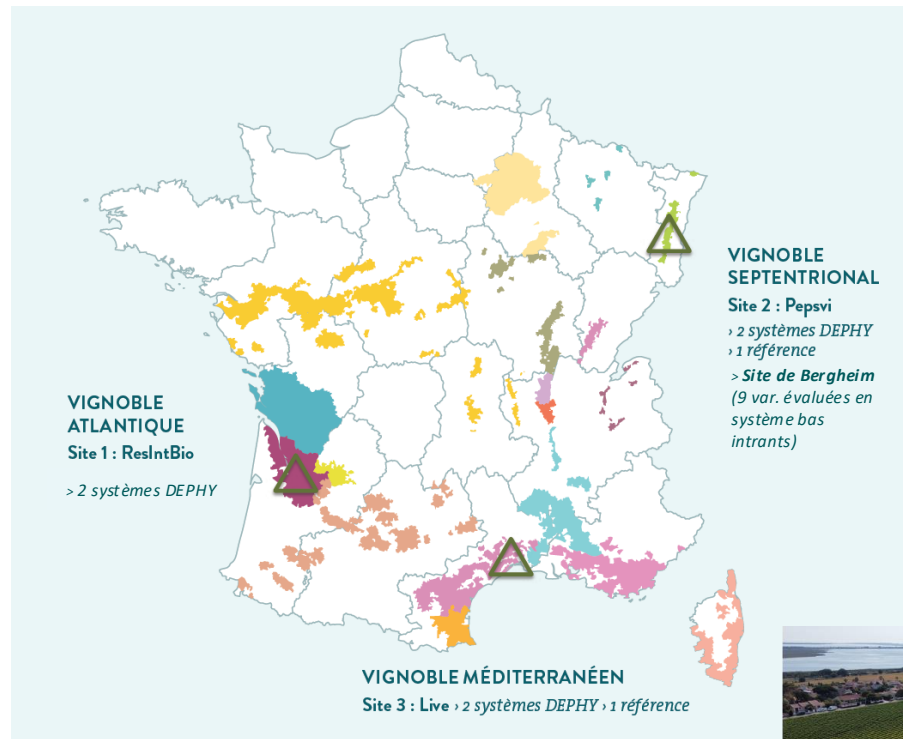 VIGNOBLE
SEPTENTRIONAL
Site 2 : Pepsvi
› 2 systèmes DEPHY
› 1 référence
> Site de Bergheim
(9 var. évaluées en
système bas
intrants)
VIGNOBLE
ATLANTIQUE
Site 1 : ResIntBio
> 2 systèmes DEPHY
VIGNOBLE MÉDITERRANÉEN
Site 3 : Live › 2 systèmes DEPHY › 1 référence